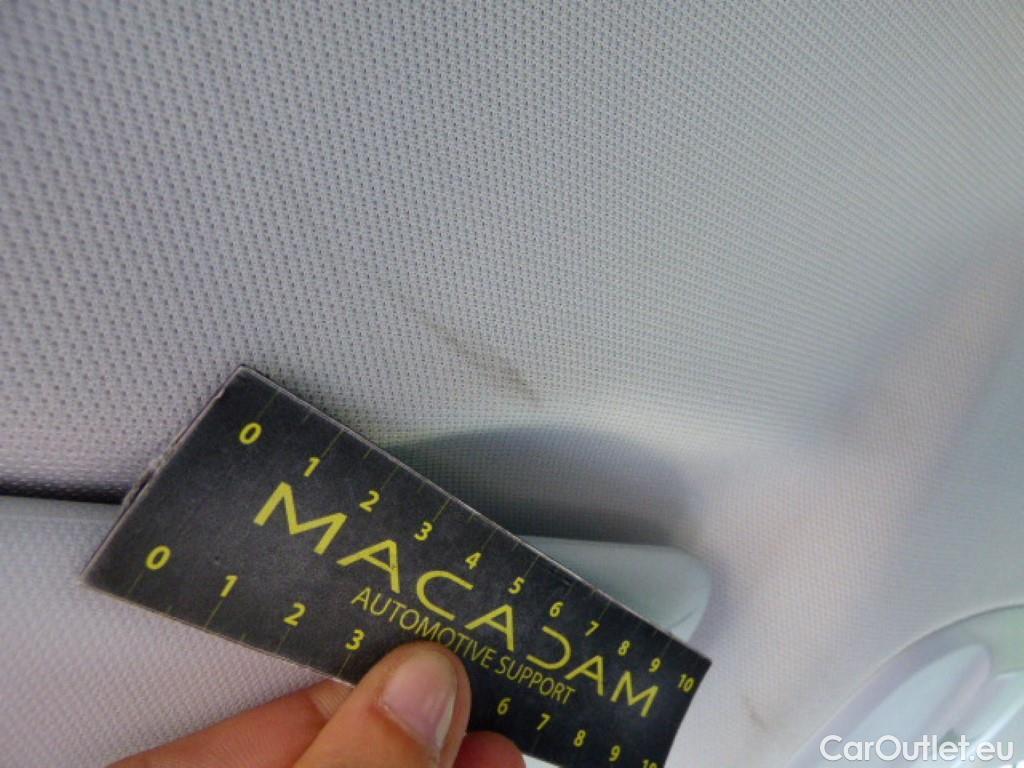 0 1 2 3 4 5 6 7 8 9 10
MACADAM
AUTOMOTIVE SUPPORT
0 1 2 3 6 7 8 9 10
CarOutlet.eu